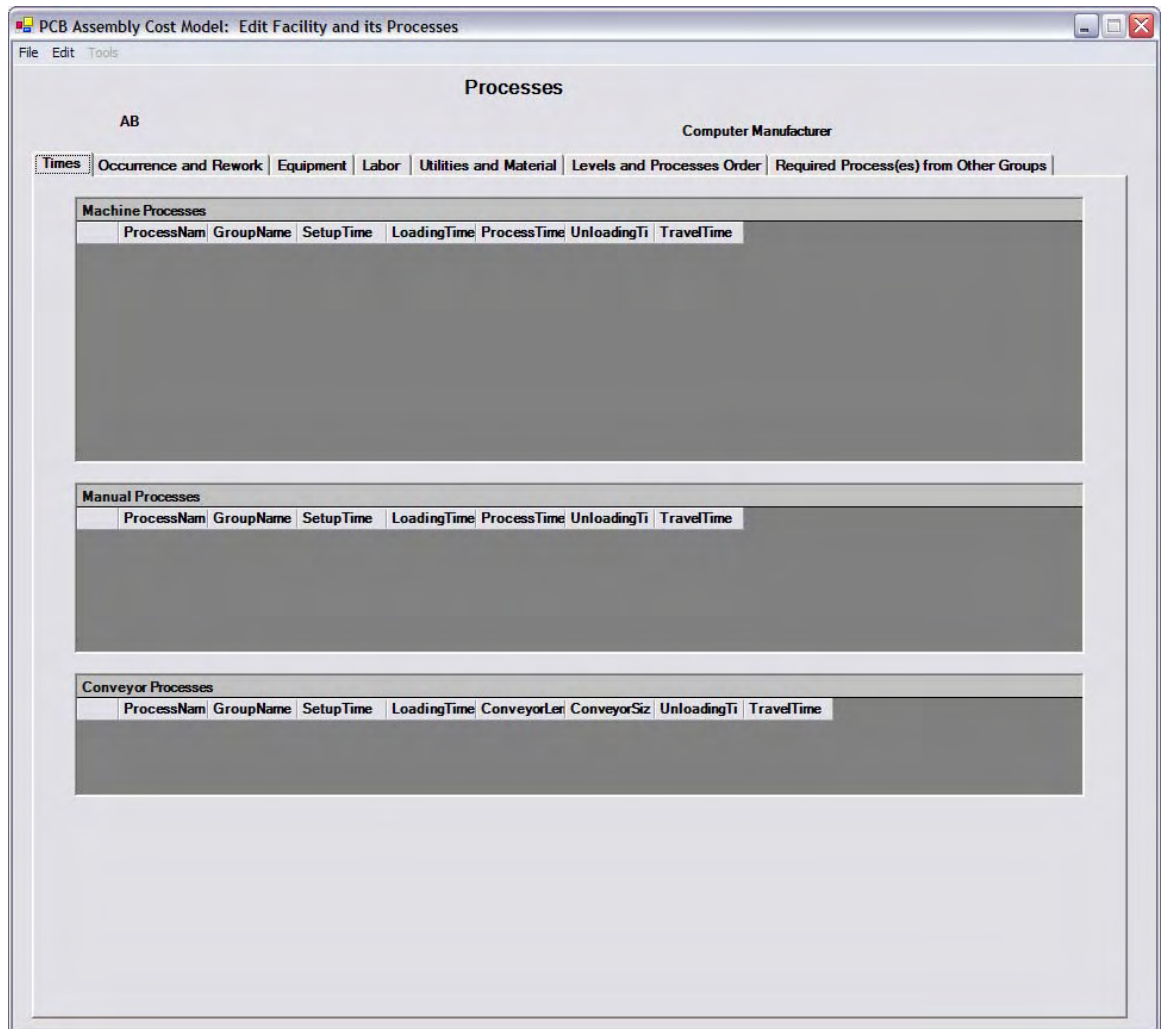 PCB Assembly Cost Model: Edit Facility and its Processes
File Edit Tools
Processes
AB
Computer Manufacturer
Times Occurrence and Rework Equipment Labor Utilities and Material Levels and Processes Order Required Process(es) from Other Groups
Machine Processes
ProcessNam GroupName SetupTime LoadingTime ProcessTime UnloadingTi TravelTime
Manual Processes
ProcessNam GroupName SetupTime LoadingTime ProcessTime UnloadingTi TravelTime
Conveyor Processes
ProcessNam GroupName SetupTime LoadingTime ConveyorLen ConveyorSiz UnloadingTi TravelTime